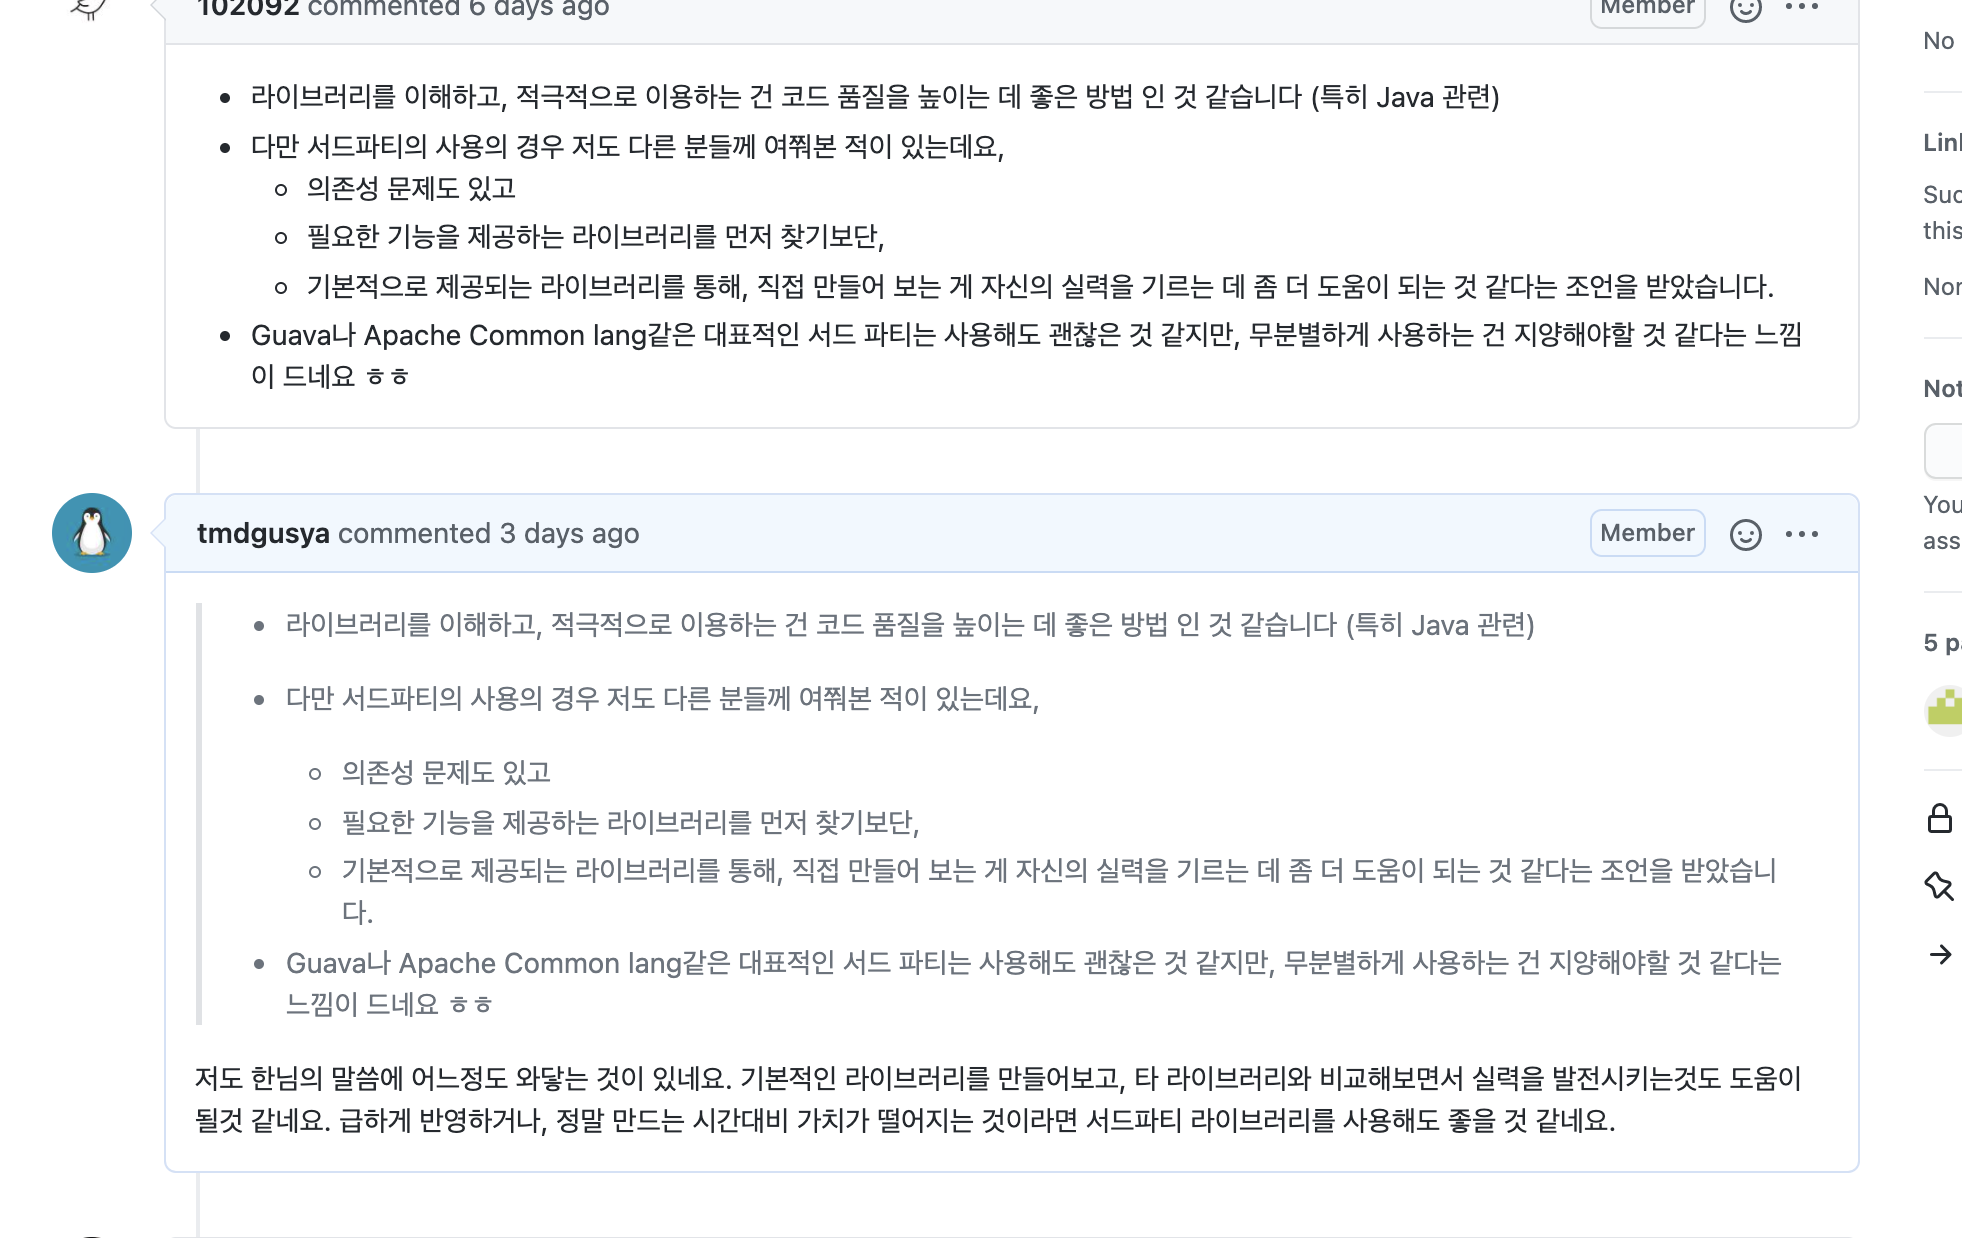 102092 commented 6 days ago
Member
라이브러리를 이해하고, 적극적으로 이용하는 건 코드 품질을 높이는 데 좋은 방법 인 것 같습니다 (특히 Java 관련)
다만 서드파티의 사용의 경우 저도 다른 분들께 여쭤본 적이 있는데요,
의존성 문제도 있고
필요한 기능을 제공하는 라이브러리를 먼저 찾기보단,
기본적으로 제공되는 라이브러리를 통해, 직접 만들어 보는 게 자신의 실력을 기르는 데 좀 더 도움이 되는 것 같다는 조언을 받았습니다.
Guava나 Apache Common lang같은 대표적인 서드 파티는 사용해도 괜찮은 것 같지만, 무분별하게 사용하는 건 지양해야할 것 같다는 느낌
이 드네요 ㅎㅎ
tmdgusya commented 3 days ago
Member
라이브러리를 이해하고, 적극적으로 이용하는 건 코드 품질을 높이는 데 좋은 방법 인 것 같습니다 (특히 Java 관련)
다만 서드파티의 사용의 경우 저도 다른 분들께 여쭤본 적이 있는데요,
의존성 문제도 있고
필요한 기능을 제공하는 라이브러리를 먼저 찾기보단,
기본적으로 제공되는 라이브러리를 통해, 직접 만들어 보는 게 자신의 실력을 기르는 데 좀 더 도움이 되는 것 같다는 조언을 받았습니
다.
Guava나 Apache Common lang같은 대표적인 서드 파티는 사용해도 괜찮은 것 같지만, 무분별하게 사용하는 건 지양해야할 것 같다는
느낌이 드네요 ㅎㅎ
저도 한님의 말씀에 어느정도 와닿는 것이 있네요. 기본적인 라이브러리를 만들어보고, 타 라이브러리와 비교해보면서 실력을 발전시키는것도 도움이
될것 같네요. 급하게 반영하거나, 정말 만드는 시간대비 가치가 떨어지는 것이라면 서드파티 라이브러리를 사용해도 좋을 것 같네요.
No
this
You
5